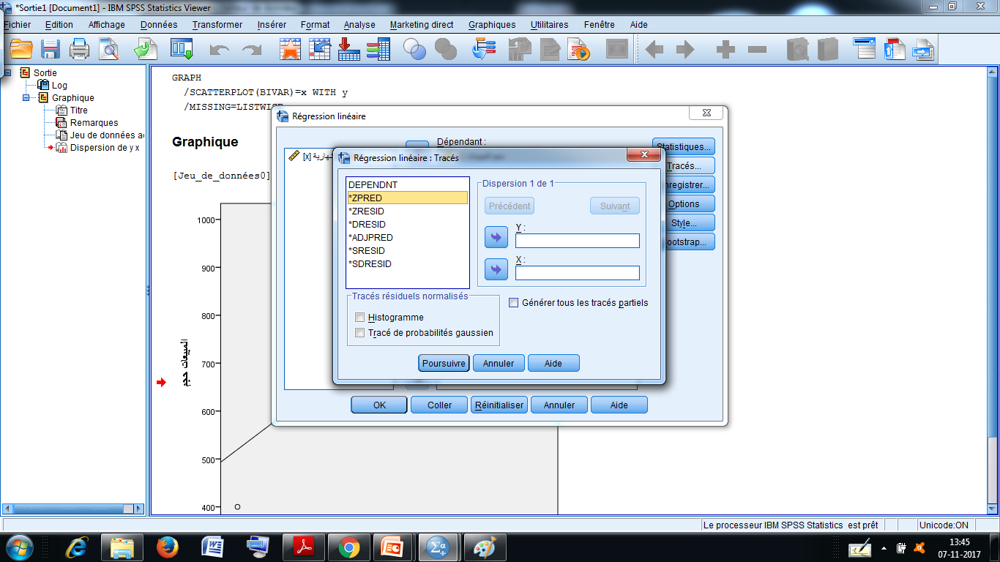 *Sortie1 [Document1] - IBM SPSS Statistics Viewer
Fichier Edition Affichage Données Transformer Insérer Format Analyse Marketing direct Graphiques Utilitaires Fenêtre Aide
Sortie
Log
Graphique
Titre
Remarques
Jeu de données a
Dispersion de y x
GRAPH
/SCATTERPLOT(BIVAR)=x WITH y
/MISSING=LISTWISE
Graphique
[Jeu_de_données0]
1000
900
800
700
600
500
400
المبيعات
Régression linéaire
Dépendant :
[x]
Statistiques...
Tracés...
nregistrer...
Options
Style...
ootstrap...
OK Coller Réinitialiser Annuler Aide
Régression linéaire : Tracés
DEPENDNT
*ZPRED
*ZRESID
*DRESID
*ADJPRED
*SRESID
*SDRESID
Dispersion 1 de 1
Précédent Suivant
Y :
X :
Tracés résiduels normalisés
Histogramme
Tracé de probabilités gaussien
Générer tous les tracés partiels
Poursuivre Annuler Aide
Le processeur IBM SPSS Statistics est prêt
Unicode:ON
13:45
07-11-2017